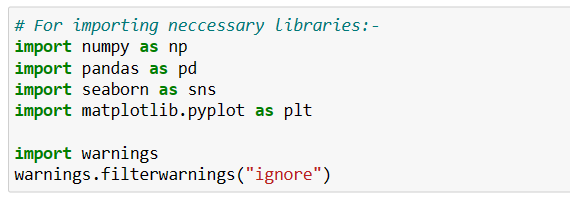 # For importing neccessary libraries:-
import numpy as np
import pandas as pd
import seaborn as sns
import matplotlib.pyplot as plt

import warnings
warnings.filterwarnings("ignore")